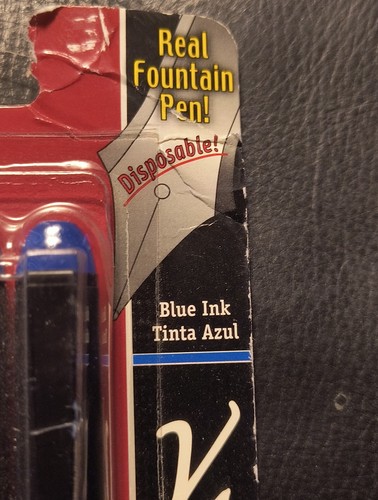 Real
Fountain
Pen!
Disposable!
Blue Ink
Tinta Azul